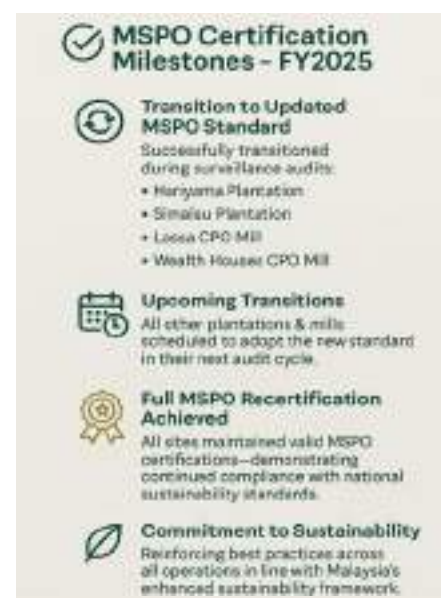 MSPO Certification
Milestones - FY2025
Transition to Updated
MSPO Standard
Successfully transitioned
during surveillance audits:
• Hariyama Plantation
• Simalau Plantation
• Lassa CPO Mill
• Wealth Houses CPO Mill
Upcoming Transitions
All other plantations & mills
scheduled to adopt the new standard
in their next audit cycle.
Full MSPO Recertification
Achieved
All sites maintained valid MSPO
certifications—demonstrating
continued compliance with national
sustainability standards.
Commitment to Sustainability
Reinforcing best practices across
all operations in line with Malaysia's
enhanced sustainability framework.